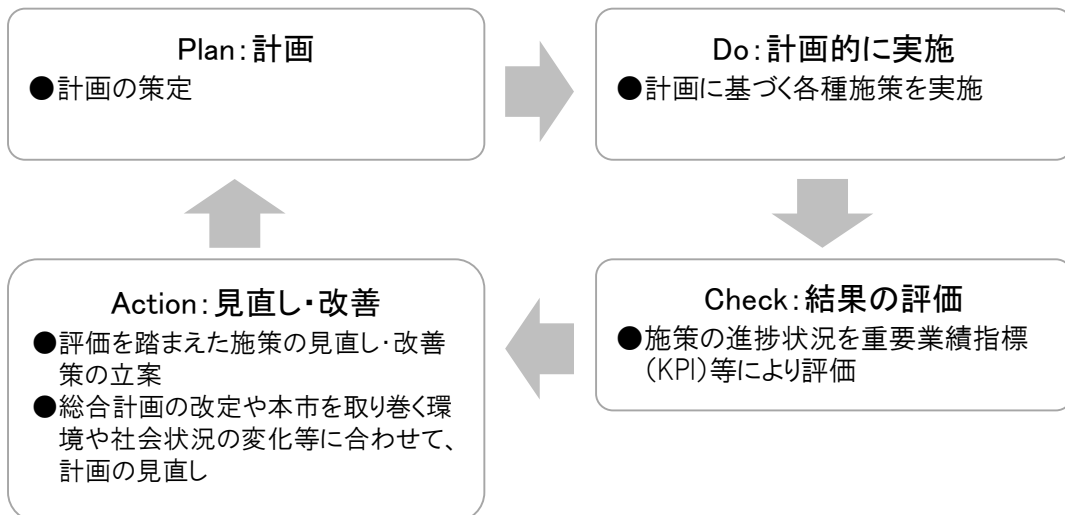 Plan：計画
●計画の策定
Do：計画的に実施
●計画に基づく各種施策を実施
Check：結果の評価
●施策の進捗状況を重要業績指標
（KPI）等により評価
Action：見直し・改善
●評価を踏まえた施策の見直し・改善
策の立案
●総合計画の改定や本市を取り巻く環
境や社会状況の変化等に合わせて、
計画の見直し